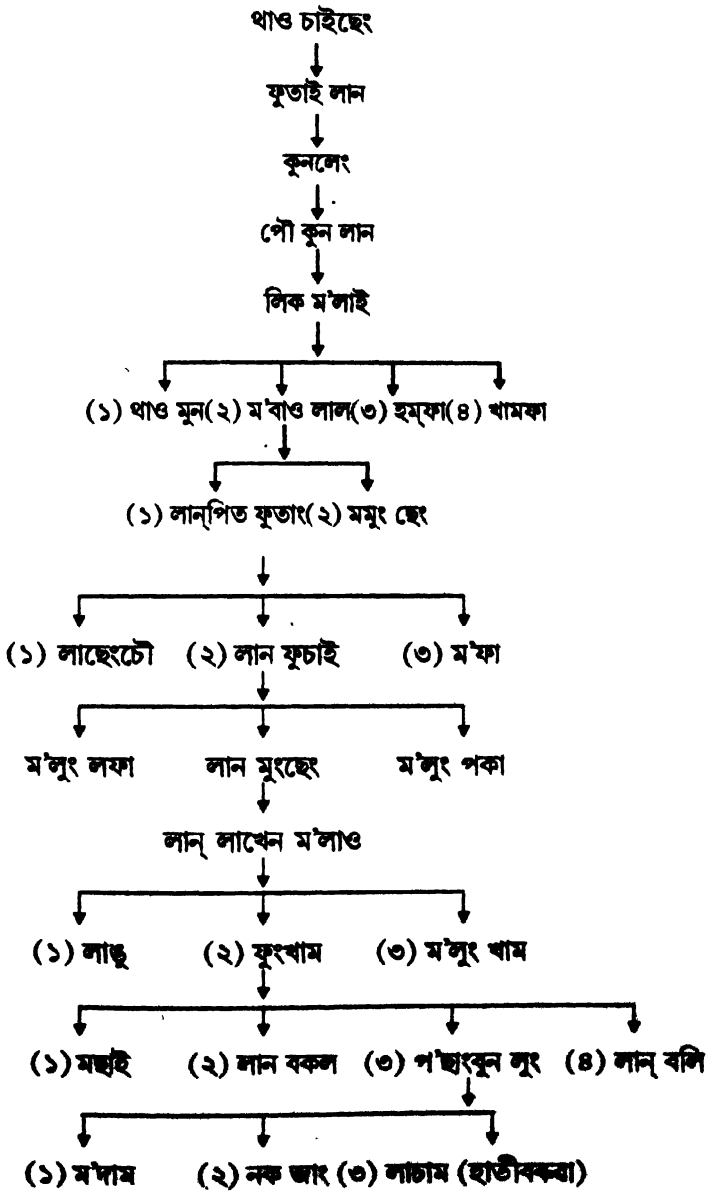 থাও চাইছেং
ফুতাই লান
কুনলেং
পৌ কুন লান
লিক ম'লাই
(১) থাও মুন(২) ম'বাও লাল(৩) হম্ফা(৪) খামফা
(১) লান্‌পিত ফুতাং(২) মমুং ছেং
(১) লাছেংচৌ (২) লান ফুচাই (৩) ম'ফা
ম'লুং লফা লান মুংছেং ম'লুং পকা
লান্ লাখেন ম'লাও
(১) লাঙু (২) ফুংখাম (৩) ম'লুং খাম
(১) মছাই (২) লান বকল (৩) প'ছাংবুন লুং (৪) লান্ বলি
(১) ম'দাম (২) নক জাং (৩) লাচাম (হাতীবৰুৱা)